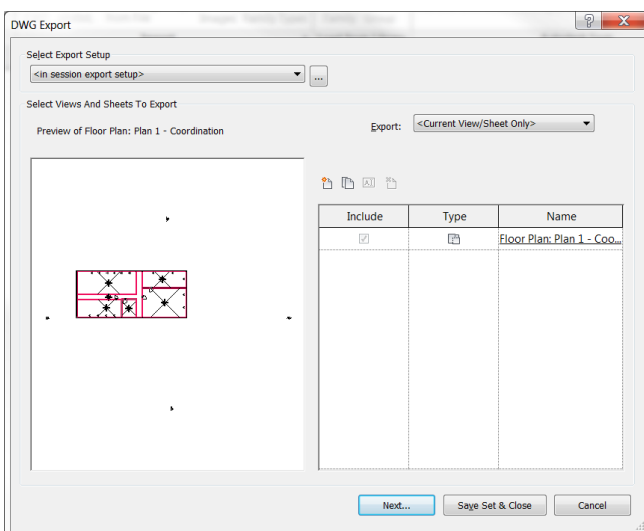 DWG Export
Select Export Setup
<in session export setup>
...
Select Views And Sheets To Export
Preview of Floor Plan: Plan 1 - Coordination
Export:
<Current View/Sheet Only>
Include
Type
Name
Floor Plan: Plan 1 - Coo...
Next...
Save Set & Close
Cancel